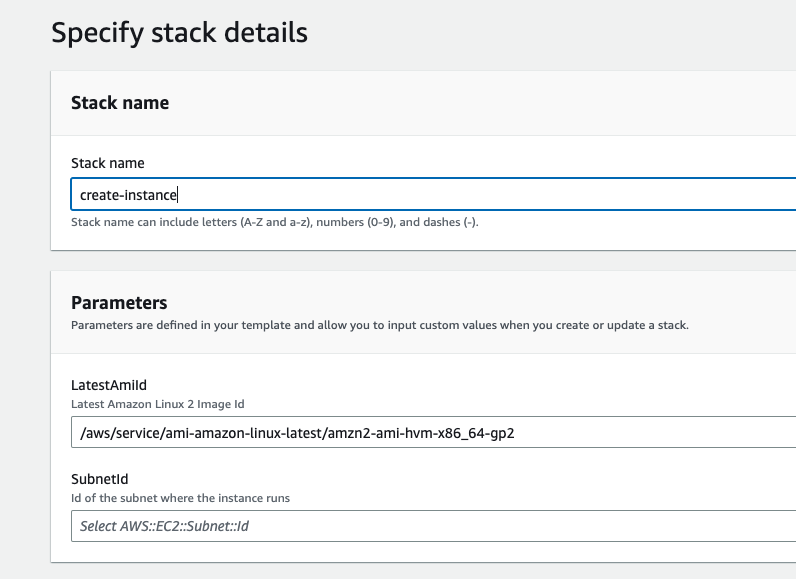 Specify stack details
Stack name
Stack name
create-instance
Stack name can include letters (A-Z and a-z), numbers (0-9), and dashes (-).
Parameters
Parameters are defined in your template and allow you to input custom values when you create or update a stack.
LatestAmiId
Latest Amazon Linux 2 Image Id
/aws/service/ami-amazon-linux-latest/amzn2-ami-hvm-x86_64-gp2
SubnetId
Id of the subnet where the instance runs
Select AWS::EC2::Subnet::Id